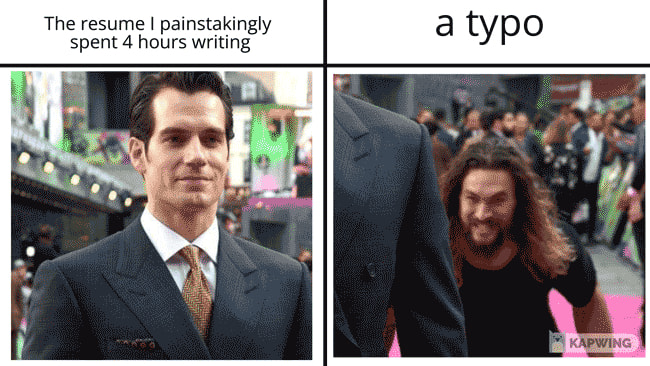 The resume I painstakingly
spent 4 hours writing
a typo
KAPWING